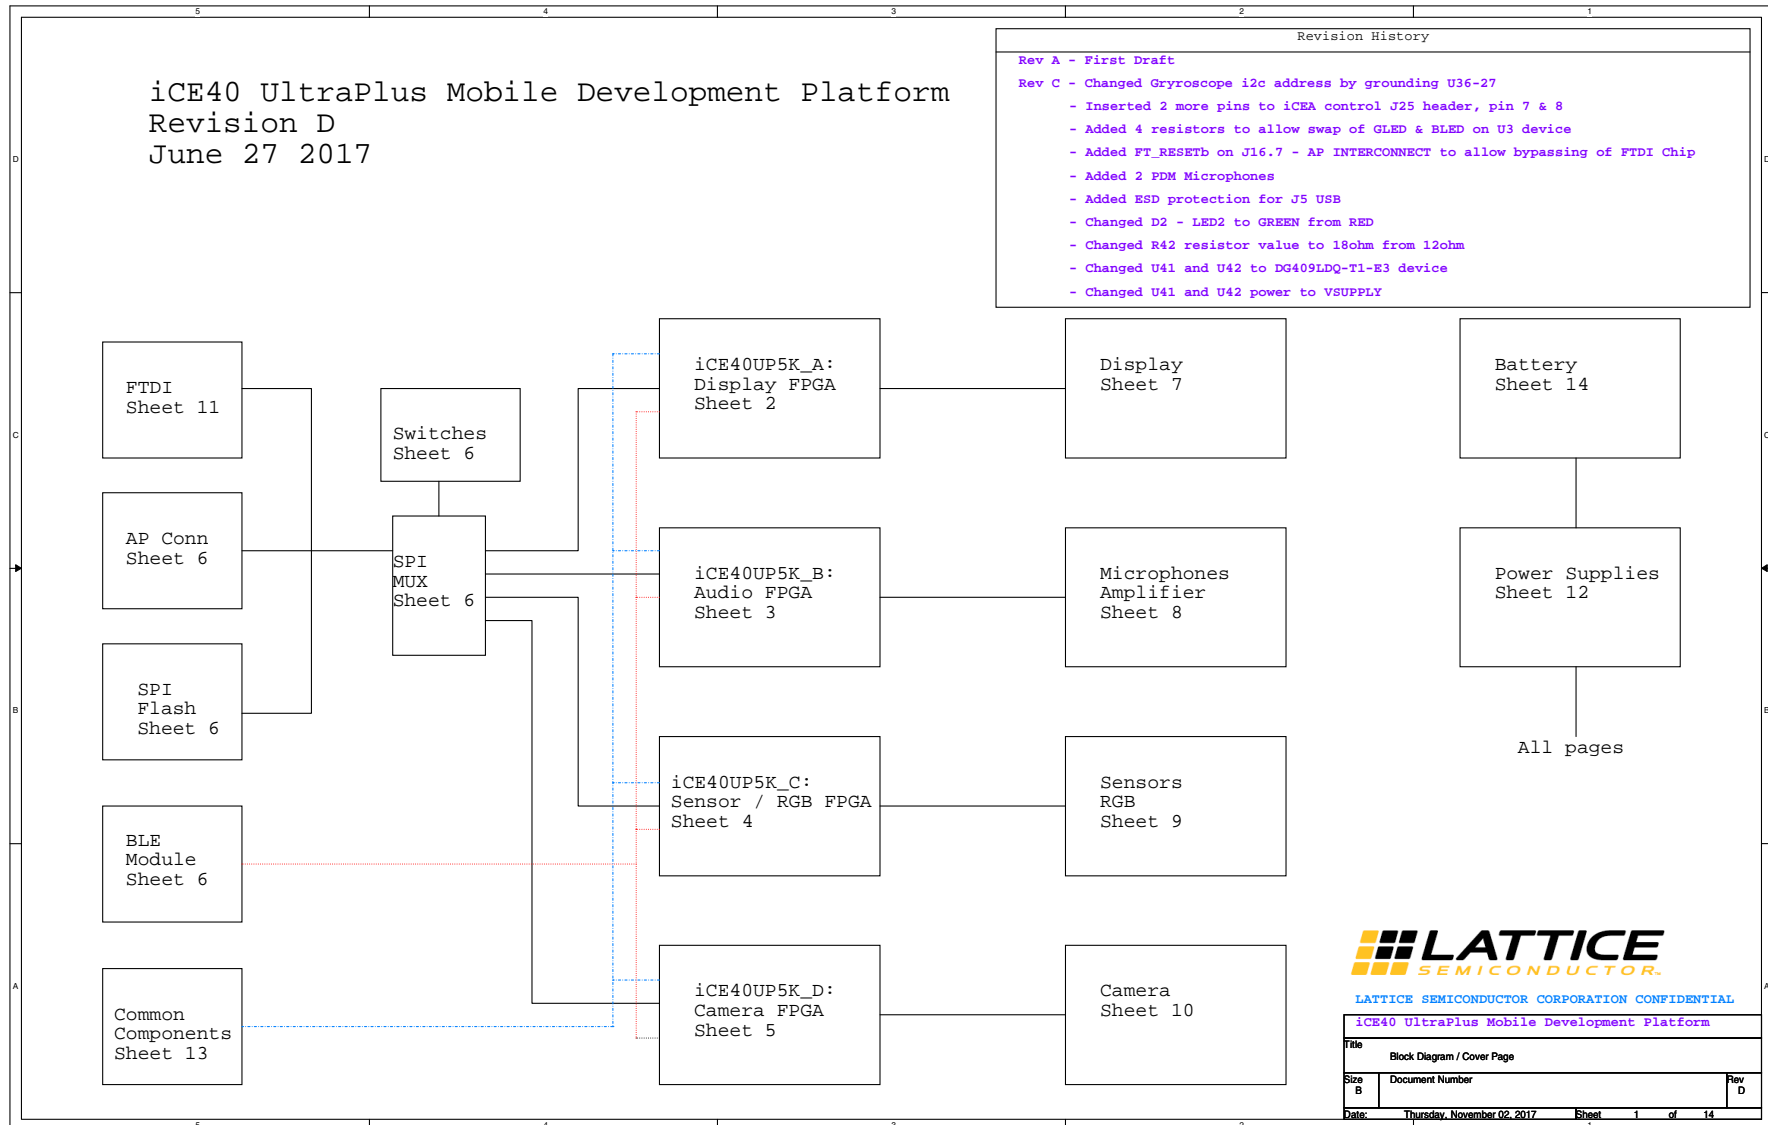 5 4 3 2 1
iCE40 UltraPlus Mobile Development Platform
Revision D
June 27 2017
Revision History
Rev A - First Draft
Rev C - Changed Gryroscope i2c address by grounding U36-27
- Inserted 2 more pins to iCEA control J25 header, pin 7 & 8
- Added 4 resistors to allow swap of GLED & BLED on U3 device
- Added FT_RESETb on J16.7 - AP INTERCONNECT to allow bypassing of FTDI Chip
- Added 2 PDM Microphones
- Added ESD protection for J5 USB
- Changed D2 - LED2 to GREEN from RED
- Changed R42 resistor value to 18ohm from 12ohm
- Changed U41 and U42 to DG409LDQ-T1-E3 device
- Changed U41 and U42 power to VSUPPLY
D
D
FTDI
Sheet 11
Switches
Sheet 6
iCE40UP5K_A:
Display FPGA
Sheet 2
Display
Sheet 7
Battery
Sheet 14
C
C
AP Conn
Sheet 6
SPI
MUX
Sheet 6
iCE40UP5K_B:
Audio FPGA
Sheet 3
Microphones
Amplifier
Sheet 8
Power Supplies
Sheet 12
SPI
Flash
Sheet 6
B
B
All pages
BLE
Module
Sheet 6
iCE40UP5K_C:
Sensor / RGB FPGA
Sheet 4
Sensors
RGB
Sheet 9
Common
Components
Sheet 13
iCE40UP5K_D:
Camera FPGA
Sheet 5
Camera
Sheet 10
A
A
LATTICE
SEMICONDUCTOR
LATTICE SEMICONDUCTOR CORPORATION CONFIDENTIAL
iCE40 UltraPlus Mobile Development Platform
Title
Block Diagram / Cover Page
Size
B
Document Number
Rev
D
Date: Thursday, November 02, 2017 Sheet 1 of 14
5 4 3 2 1